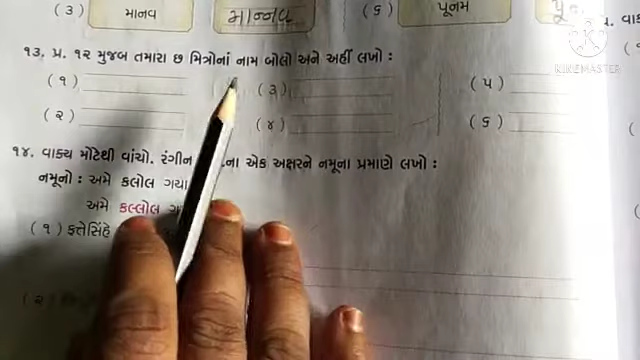 (૩) માનવ માન્નવ (૬) પૂનમ
૧૩. પ્ર. ૧૨ મુજબ તમારા છ મિત્રોનાં નામ બોલો અને અહીં લખો :
(૧) (૩) (૫)
(૨) (૪) (૬)
૧૪. વાક્ય મોટેથી વાંચો. રંગીન ના એક અક્ષરને નમૂના પ્રમાણે લખો :
નમૂનો : અમે કલોલ ગયા
અમે કલ્લોલ
(૧) ફત્તેસિંહે
(૨)
KINEMASTER